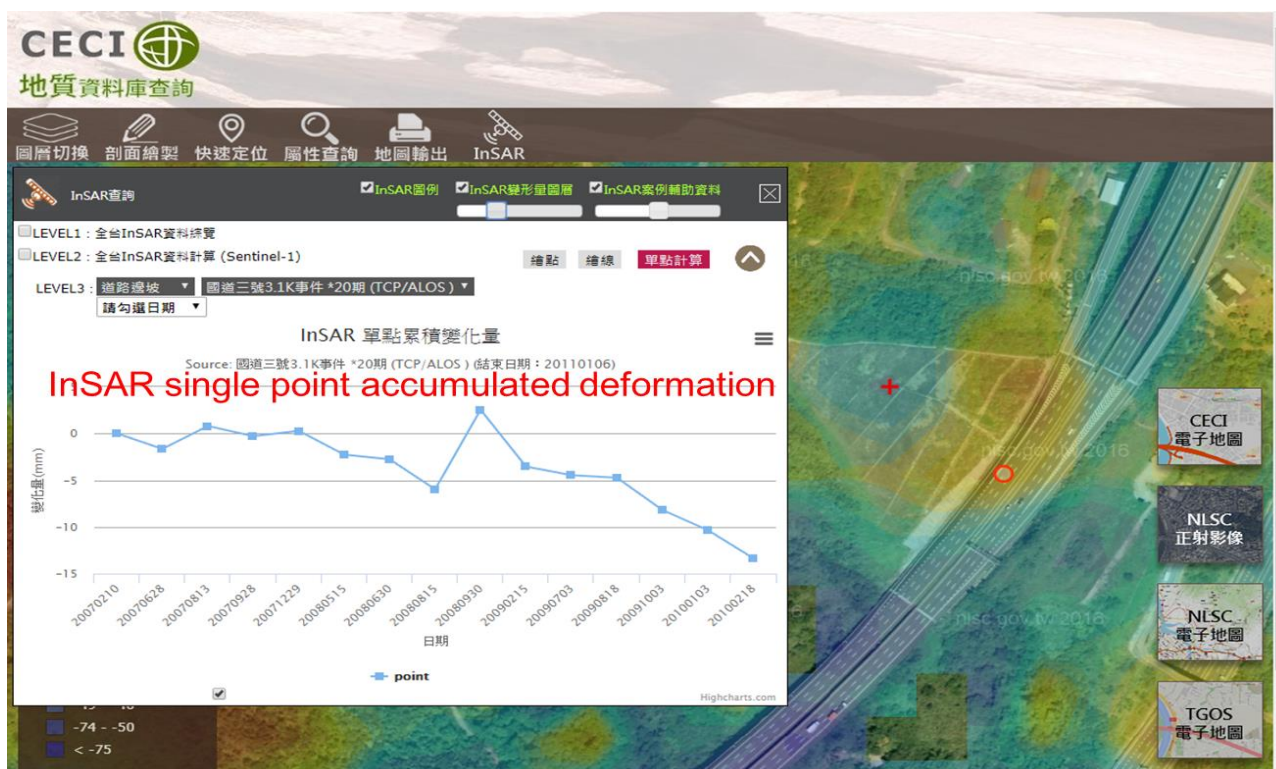 CECI
地質資料庫查詢
圖層切換 剖面繪製 快速定位 屬性查詢 地圖輸出 InSAR
InSAR查詢
InSAR圖例 InSAR變形量圖層 InSAR案例輔助資料
LEVEL1：全台InSAR資料綜覽
LEVEL2：全台InSAR資料計算 (Sentinel-1)
繪點 繪線 單點計算
LEVEL3： 道路邊坡 國道三號3.1K事件 *20期 (TCP/ALOS )
請勾選日期
InSAR 單點累積變化量
Source: 國道三號3.1K事件 *20期 (TCP/ALOS ) (結束日期：20110106)
InSAR single point accumulated deformation
0
-5
-10
-15
變化量(mm)
20070210 20070628 20070813 20070928 20071229 20080515 20080630 20080815 20080930 20090215 20090703 20090818 20091003 20100103 20100218
日期
point
Highcharts.com
-74 - -50
< -75
nlsc.gov.tw 2016
nlsc.gov.tw 2016
nlsc.gov.tw 2016
CECI
電子地圖
NLSC
正射影像
NLSC
電子地圖
TGOS
電子地圖